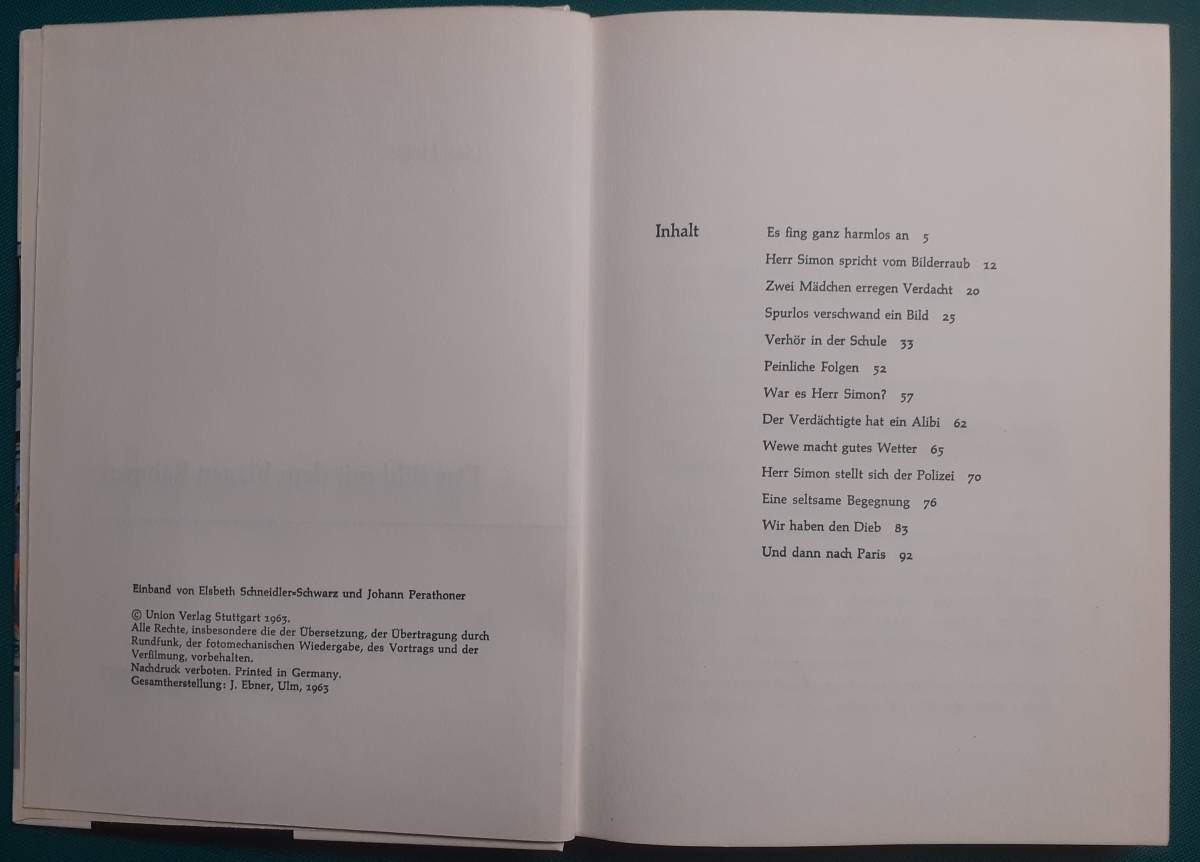 Einband von Elsbeth Schneidler-Schwarz und Johann Perathoner
© Union Verlag Stuttgart 1963.
Alle Rechte, insbesondere die der Übersetzung, der Übertragung durch
Rundfunk, der fotomechanischen Wiedergabe, des Vortrags und der
Verfilmung, vorbehalten.
Nachdruck verboten. Printed in Germany.
Gesamtherstellung: J. Ebner, Ulm, 1963
Inhalt
Es fing ganz harmlos an 5
Herr Simon spricht vom Bilderraub 12
Zwei Mädchen erregen Verdacht 20
Spurlos verschwand ein Bild 25
Verhör in der Schule 33
Peinliche Folgen 52
War es Herr Simon? 57
Der Verdächtigte hat ein Alibi 62
Wewe macht gutes Wetter 65
Herr Simon stellt sich der Polizei 70
Eine seltsame Begegnung 76
Wir haben den Dieb 83
Und dann nach Paris 92